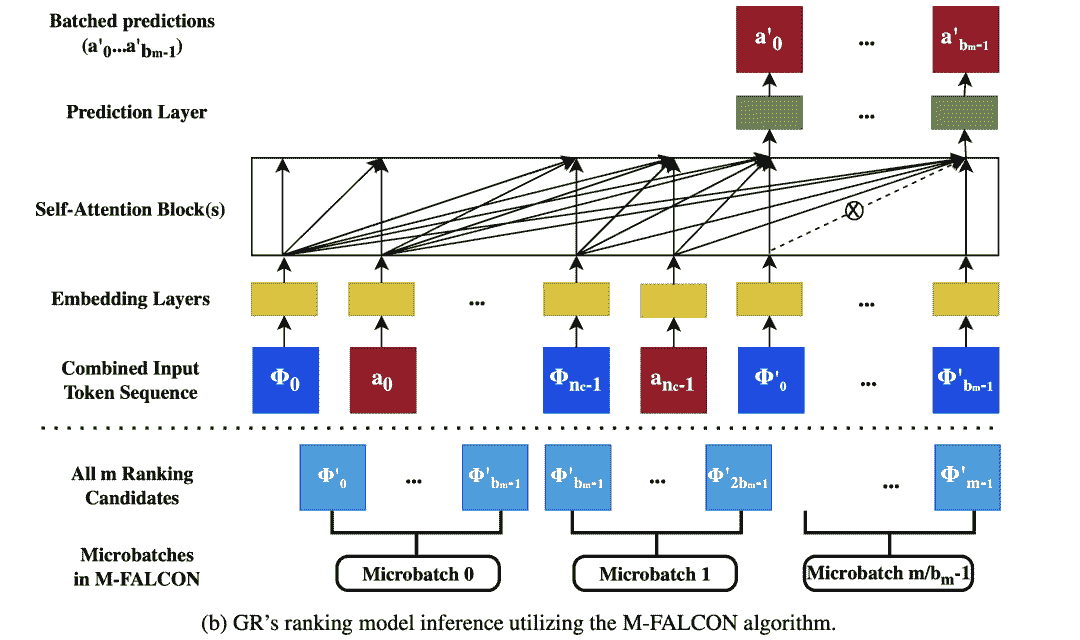 Batched predictions
(a'0...a'bm-1)
a'0
...
a'bm-1
Prediction Layer
...
Self-Attention Block(s)
Embedding Layers
...
...
Combined Input
Token Sequence
Φ0
a0
Φnc-1
anc-1
Φ'0
...
Φ'bm-1
All m Ranking
Candidates
Φ'0
...
Φ'bm-1
Φ'bm-1
...
Φ'2bm-1
...
Φ'm-1
Microbatches
in M-FALCON
Microbatch 0
Microbatch 1
Microbatch m/bm-1
(b) GR's ranking model inference utilizing the M-FALCON algorithm.